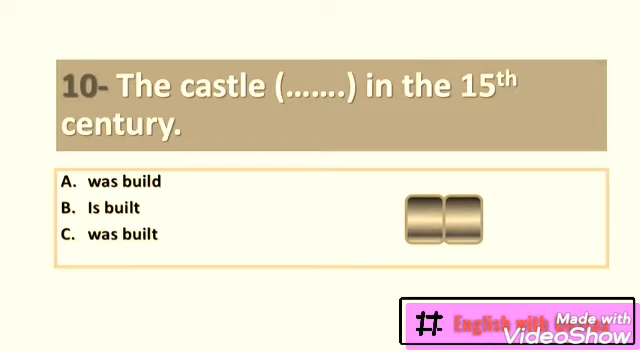 10- The castle (.......) in the 15th
century.
A. was build
B. Is built
C. was built
# English with
Made with
VideoShow